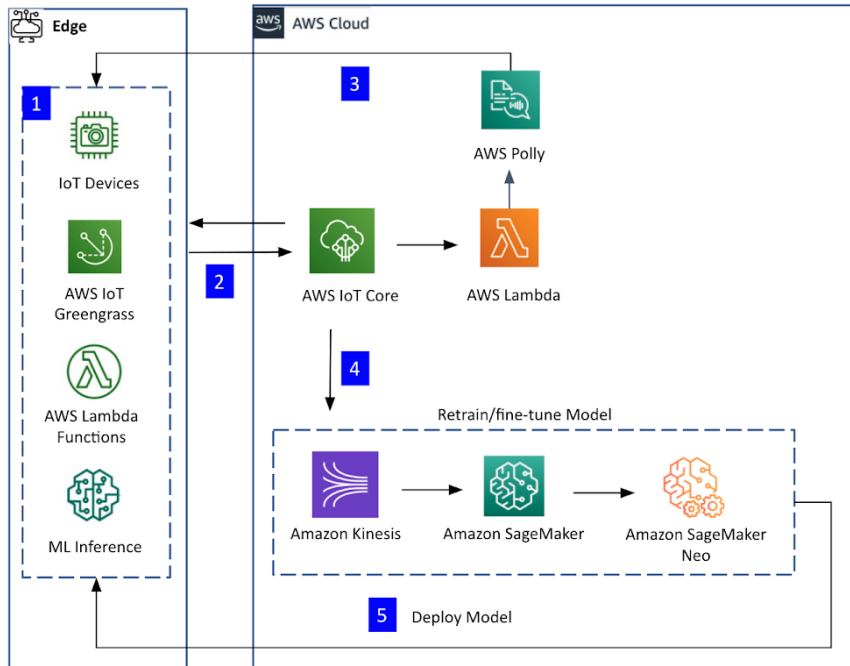 Edge
aws
AWS Cloud
1
IoT Devices
AWS IoT
Greengrass
AWS Lambda
Functions
ML Inference
2
3
AWS Polly
AWS IoT Core
AWS Lambda
4
Retrain/fine-tune Model
Amazon Kinesis
Amazon SageMaker
Amazon SageMaker
Neo
5
Deploy Model